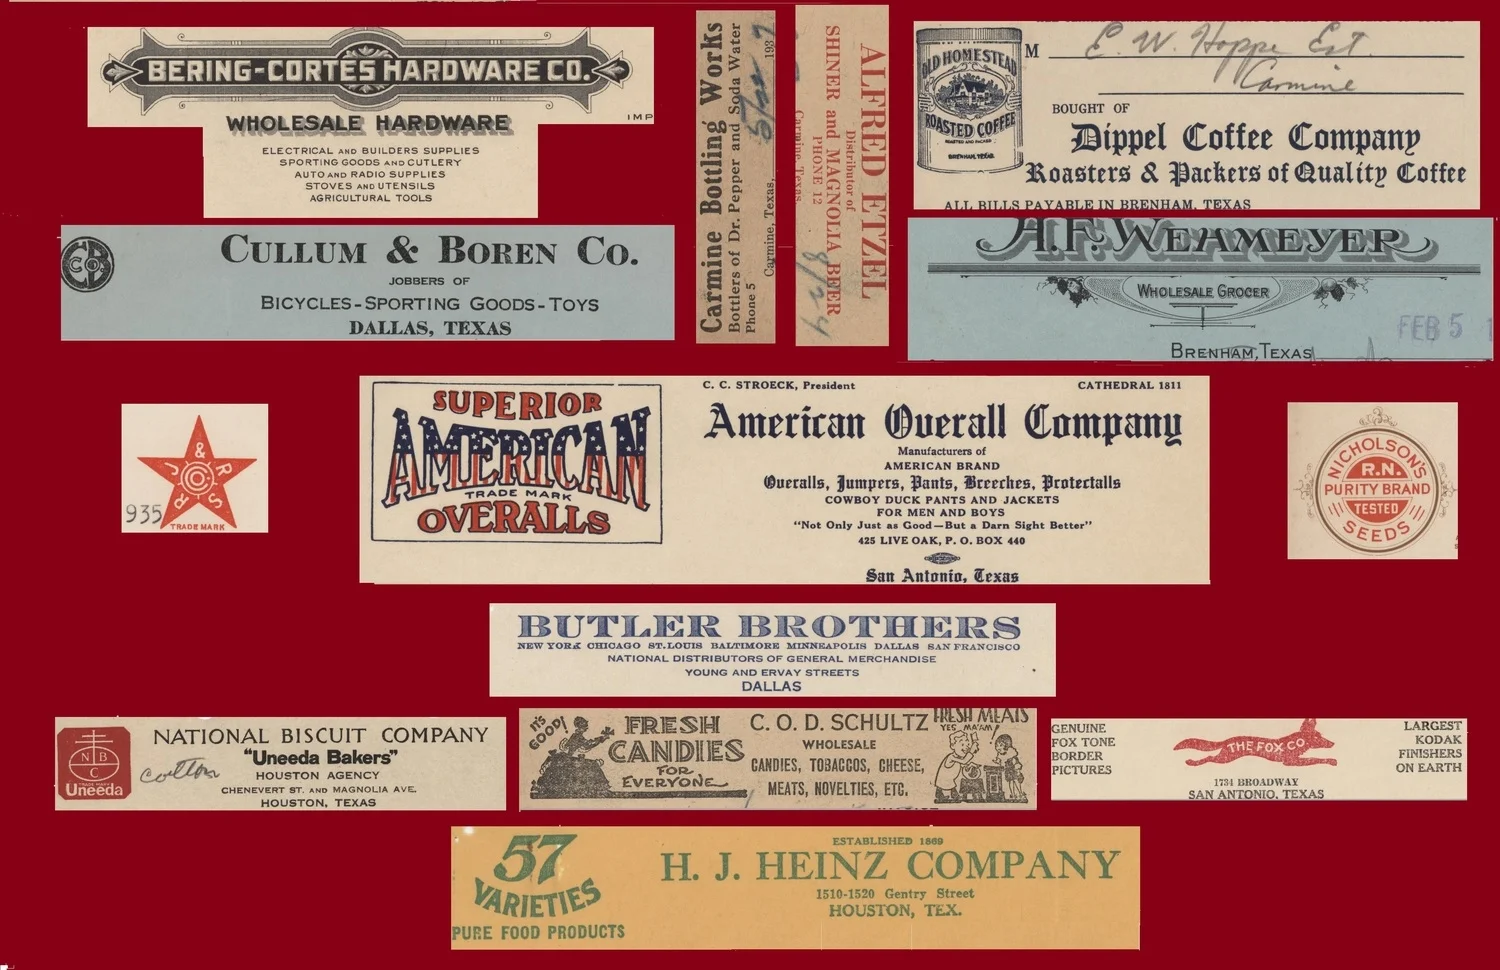 BERING-CORTES HARDWARE CO.
IMP
WHOLESALE HARDWARE
ELECTRICAL AND BUILDERS SUPPLIES
SPORTING GOODS AND CUTLERY
AUTO AND RADIO SUPPLIES
STOVES AND UTENSILS
AGRICULTURAL TOOLS
CULLUM & BOREN CO.
JOBBERS OF
BICYCLES-SPORTING GOODS-TOYS
DALLAS, TEXAS
Carmine Bottling Works
Bottlers of Dr. Pepper and Soda Water
Phone 5 Carmine, Texas, 193
ALFRED ETZEL
Distributor of
SHINER and MAGNOLIA BEER
PHONE 12
Carmine, Texas
OLD HOMESTEAD
ROASTED COFFEE
ROASTED AND PACKED
BRENHAM, TEXAS
M E. W. Hoppe Est.
Carmine
BOUGHT OF
Dippel Coffee Company
Roasters & Packers of Quality Coffee
ALL BILLS PAYABLE IN BRENHAM, TEXAS
H.F. WEHMEYER
WHOLESALE GROCER
FEB 5 1
BRENHAM, TEXAS
J & R
C
R S
935
TRADE MARK
SUPERIOR
AMERICAN
TRADE MARK
OVERALLS
C. C. STROECK, President CATHEDRAL 1811
American Overall Company
Manufacturers of
AMERICAN BRAND
Overalls, Jumpers, Pants, Breeches, Protectalls
COWBOY DUCK PANTS AND JACKETS
FOR MEN AND BOYS
"Not Only Just as Good—But a Darn Sight Better"
425 LIVE OAK, P. O. BOX 440
San Antonio, Texas
NICHOLSON'S
R.N.
PURITY BRAND
TESTED
SEEDS
BUTLER BROTHERS
NEW YORK CHICAGO ST. LOUIS BALTIMORE MINNEAPOLIS DALLAS SAN FRANCISCO
NATIONAL DISTRIBUTORS OF GENERAL MERCHANDISE
YOUNG AND ERVAY STREETS
DALLAS
N B
C
Uneeda
NATIONAL BISCUIT COMPANY
"Uneeda Bakers"
HOUSTON AGENCY
CHENEVERT ST. AND MAGNOLIA AVE.
HOUSTON, TEXAS
IT'S GOOD!
FRESH
CANDIES
FOR
EVERYONE
C. O. D. SCHULTZ
WHOLESALE
CANDIES, TOBACCOS, CHEESE,
MEATS, NOVELTIES, ETC.
FRESH MEATS
YES, MA'AM!
GENUINE
FOX TONE
BORDER
PICTURES
THE FOX CO.
1734 BROADWAY
SAN ANTONIO, TEXAS
LARGEST
KODAK
FINISHERS
ON EARTH
57
VARIETIES
PURE FOOD PRODUCTS
ESTABLISHED 1869
H. J. HEINZ COMPANY
1510-1520 Gentry Street
HOUSTON, TEX.